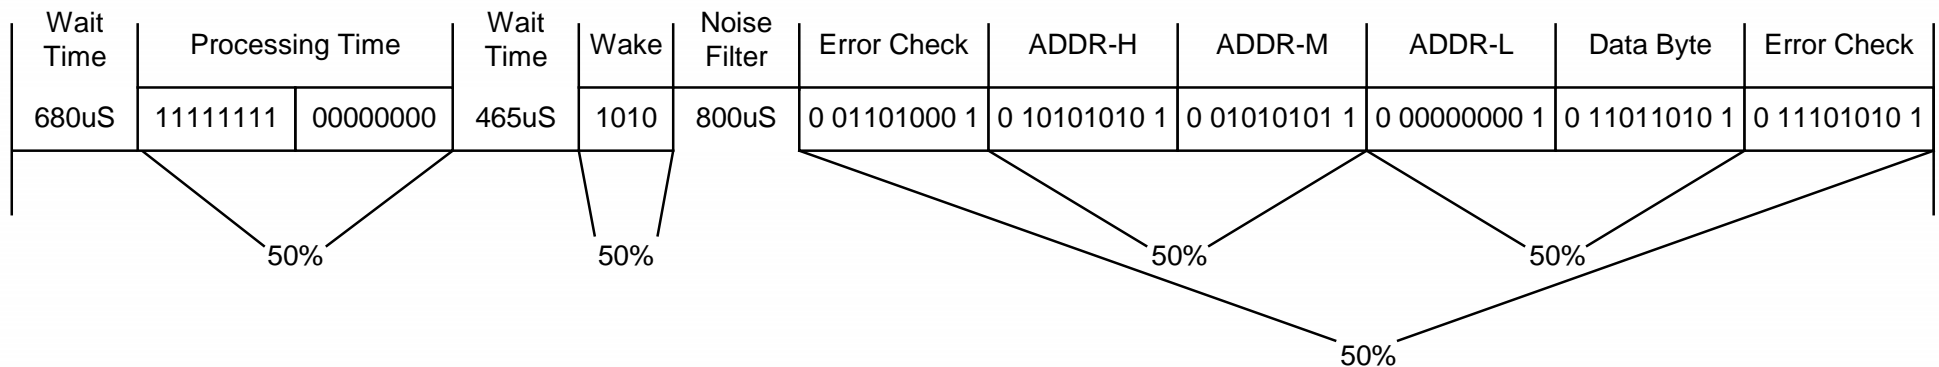 Wait Time
Processing Time
Wait Time
Wake
Noise Filter
Error Check
ADDR-H
ADDR-M
ADDR-L
Data Byte
Error Check
680uS
11111111
00000000
465uS
1010
800uS
0 01101000 1
0 10101010 1
0 01010101 1
0 00000000 1
0 11011010 1
0 11101010 1
50%
50%
50%
50%
50%